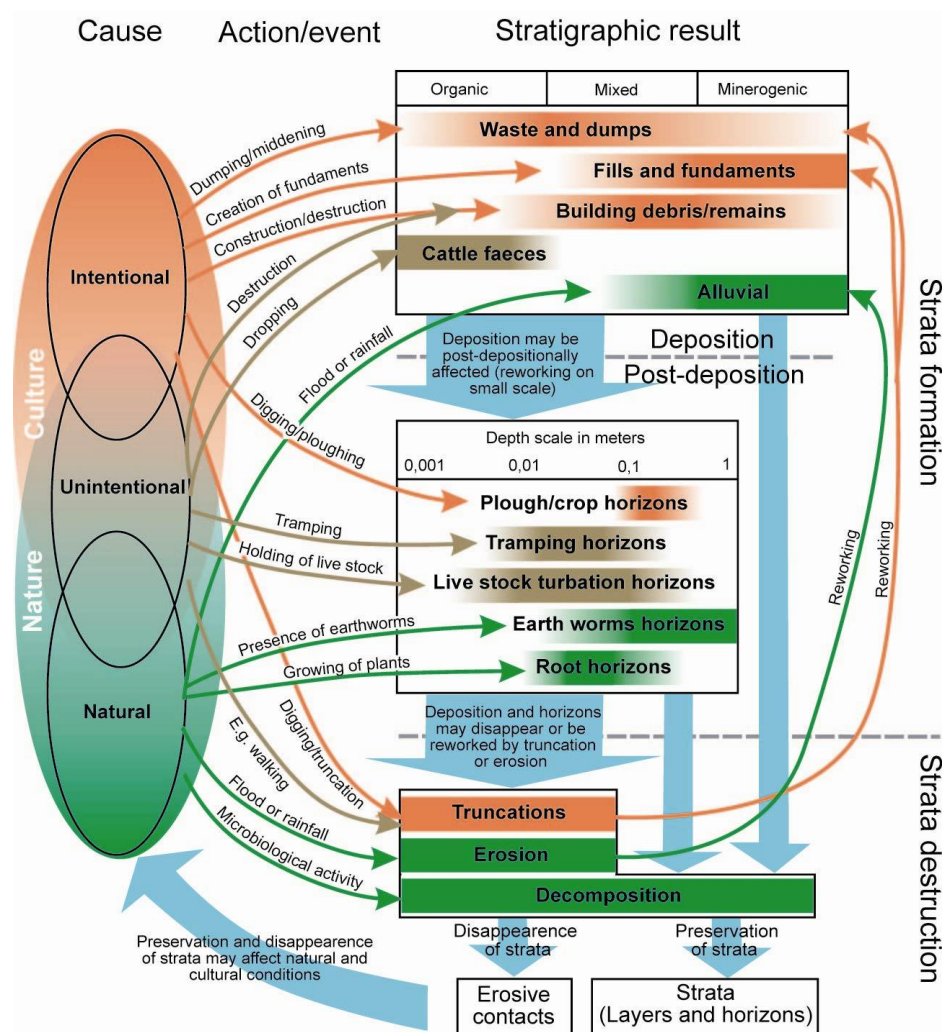 Cause
Action/event
Stratigraphic result
Organic
Mixed
Minerogenic
Waste and dumps
Fills and fundaments
Building debris/remains
Cattle faeces
Alluvial
Dumping/middening
Creation of fundaments
Construction/destruction
Destruction
Dropping
Flood or rainfall
Digging/ploughing
Intentional
Culture
Unintentional
Nature
Natural
Deposition may be
post-depositionally
affected (reworking on
small scale)
Deposition
Post-deposition
Strata formation
Depth scale in meters
0,001
0,01
0,1
1
Plough/crop horizons
Tramping horizons
Live stock turbation horizons
Earth worms horizons
Root horizons
Tramping
Holding of live stock
Presence of earthworms
Growing of plants
Reworking
Reworking
Deposition and horizons
may disappear or be
reworked by truncation
or erosion
Digging/truncation
E.g. walking
Flood or rainfall
Microbiological activity
Truncations
Erosion
Decomposition
Strata destruction
Disappearence
of strata
Preservation
of strata
Preservation and disappearence
of strata may affect natural and
cultural conditions
Erosive
contacts
Strata
(Layers and horizons)